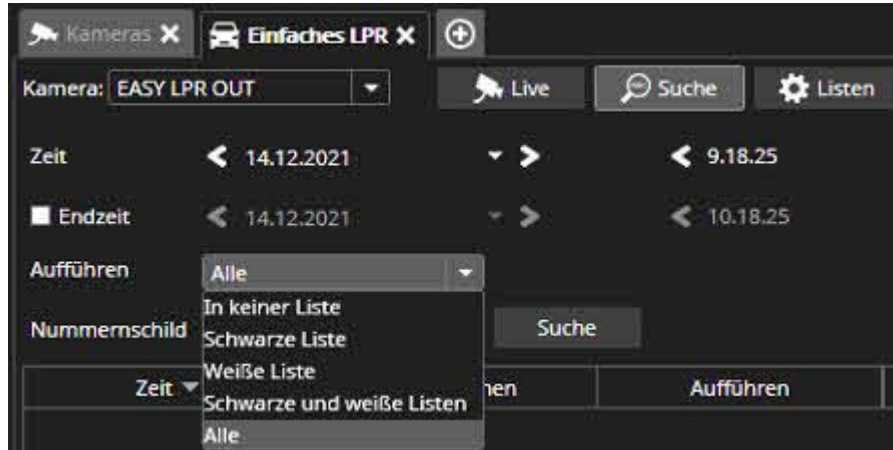 Kameras Einfaches LPR
Kamera: EASY LPR OUT Live Suche Listen
Zeit 14.12.2021 9.18.25
Endzeit 14.12.2021 10.18.25
Aufführen Alle
In keiner Liste
Nummernschild Schwarze Liste Suche
Weiße Liste
Zeit Schwarze und weiße Listen nen Aufführen
Alle